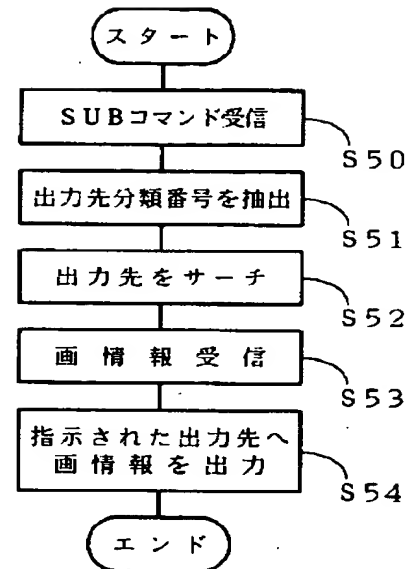 スタート
SUBコマンド受信
S50
出力先分類番号を抽出
S51
出力先をサーチ
S52
画情報受信
S53
指示された出力先へ
画情報を出力
S54
エンド